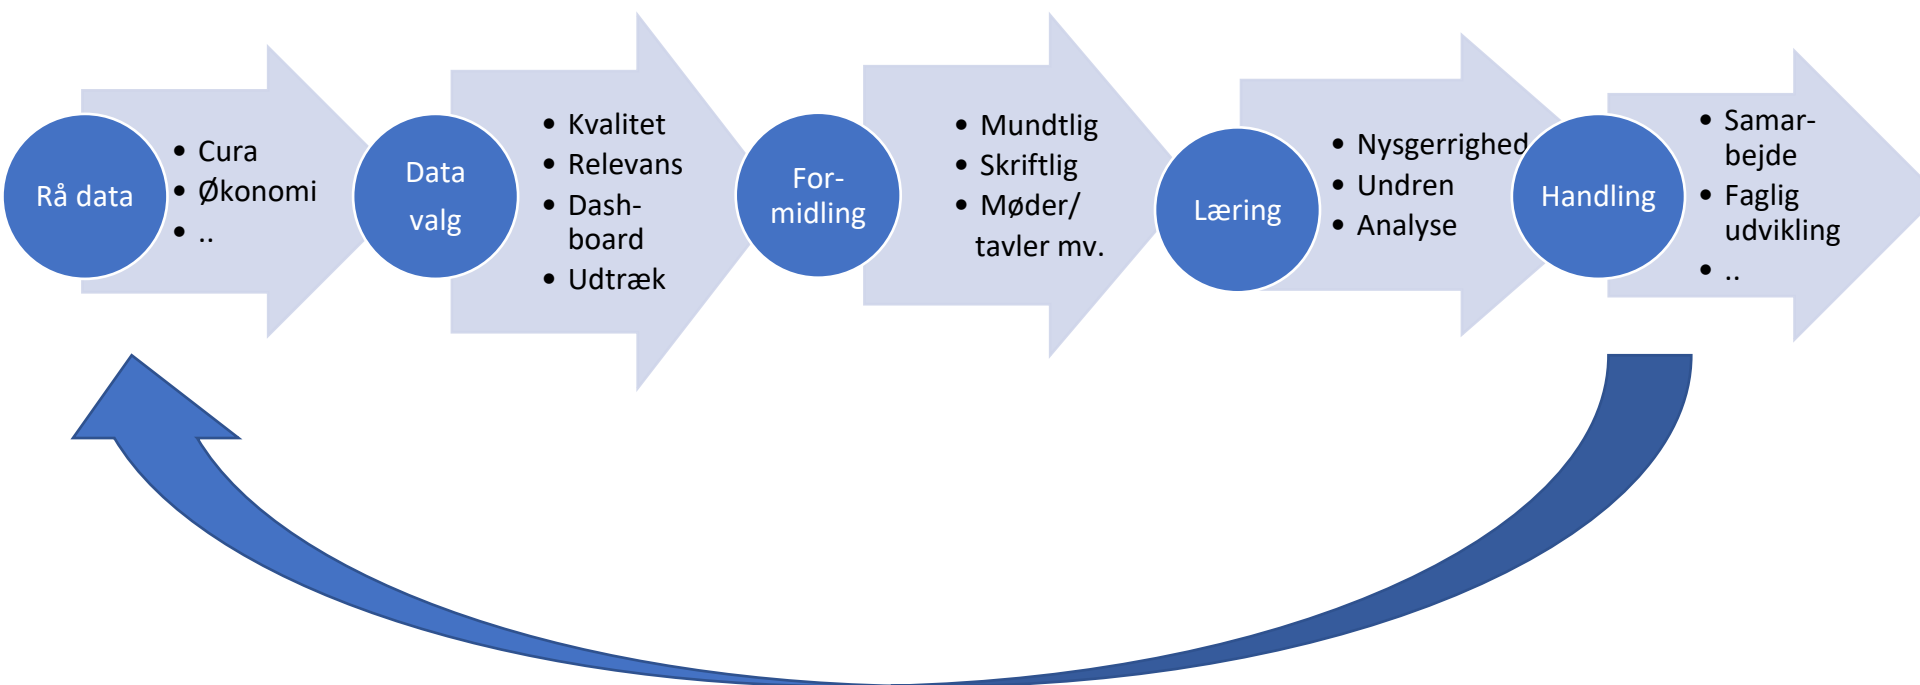 Rå data
• Cura
• Økonomi
• ..
Data
valg
• Kvalitet
• Relevans
• Dash-
board
• Udtræk
For-
midling
• Mundtlig
• Skriftlig
• Møder/
tavler mv.
Læring
• Nysgerrighed
• Undren
• Analyse
Handling
• Samar-
bejde
• Faglig
udvikling
• ..